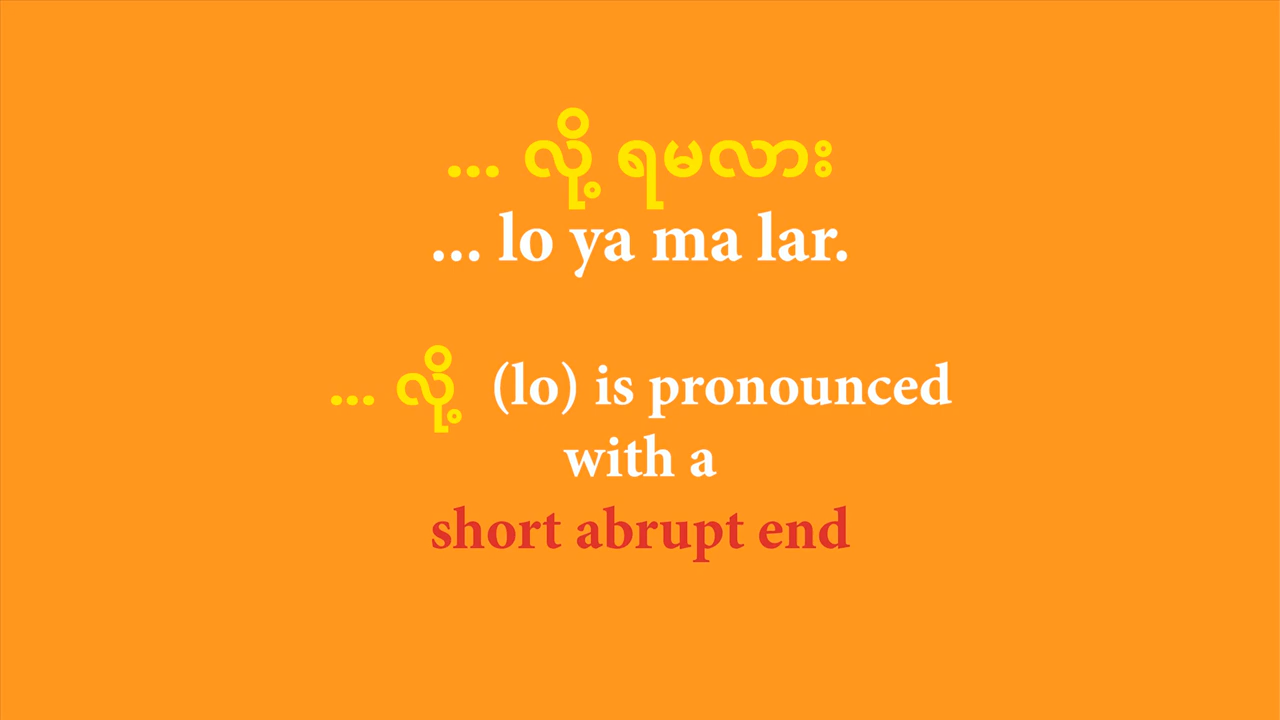 ... လို့ ရမလား
... lo ya ma lar.
... လို့ (lo) is pronounced
with a
short abrupt end